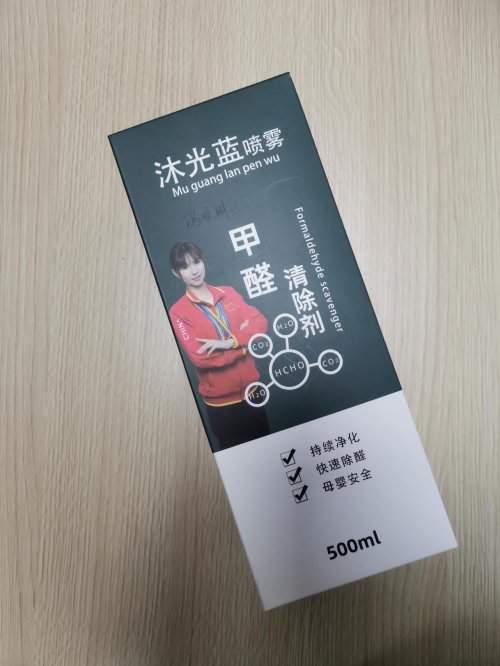 沐光蓝喷雾
Mu guang lan pen wu
甲醛
清除剂
Formaldehyde scavenger
CHINA
H₂O
CO₂
HCHO
CO₂
H₂O
持续净化
快速除醛
母婴安全
500ml